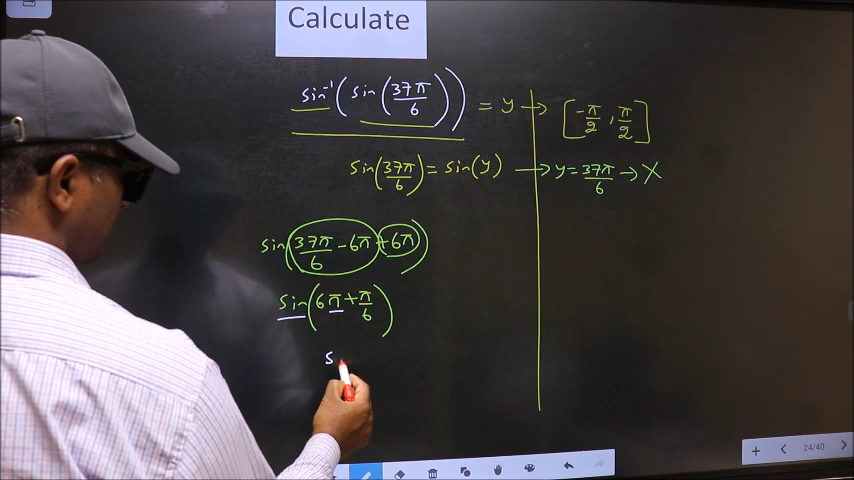 Calculate
sin⁻¹(sin(37π/6)) = y → [-π/2, π/2]
sin(37π/6) = sin(y) → y = 37π/6 → X
sin(37π/6 - 6π + 6π)
sin(6π + π/6)
s
24/40